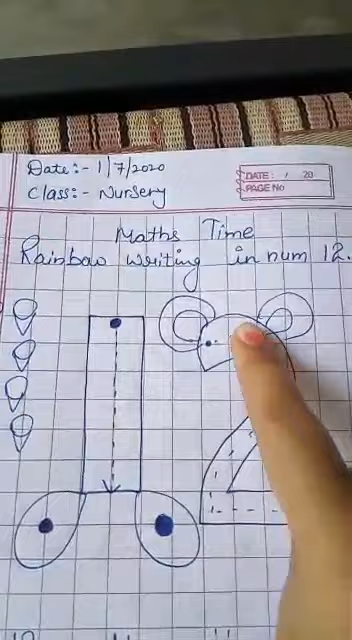 Date:- 1/7/2020
Class:- Nursery
DATE: / 20
PAGE No
Maths Time
Rainbow writing in num 12.